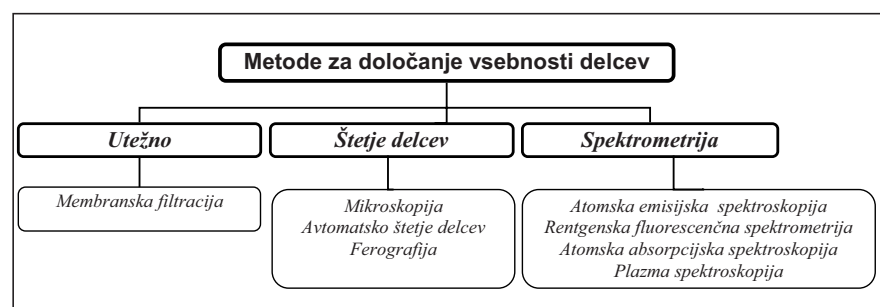 Metode za določanje vsebnosti delcev
Utežno
Štetje delcev
Spektrometrija
Membranska filtracija
Mikroskopija
Avtomatsko štetje delcev
Ferografija
Atomska emisijska spektroskopija
Rentgenska fluorescenčna spektrometrija
Atomska absorpcijska spektroskopija
Plazma spektroskopija